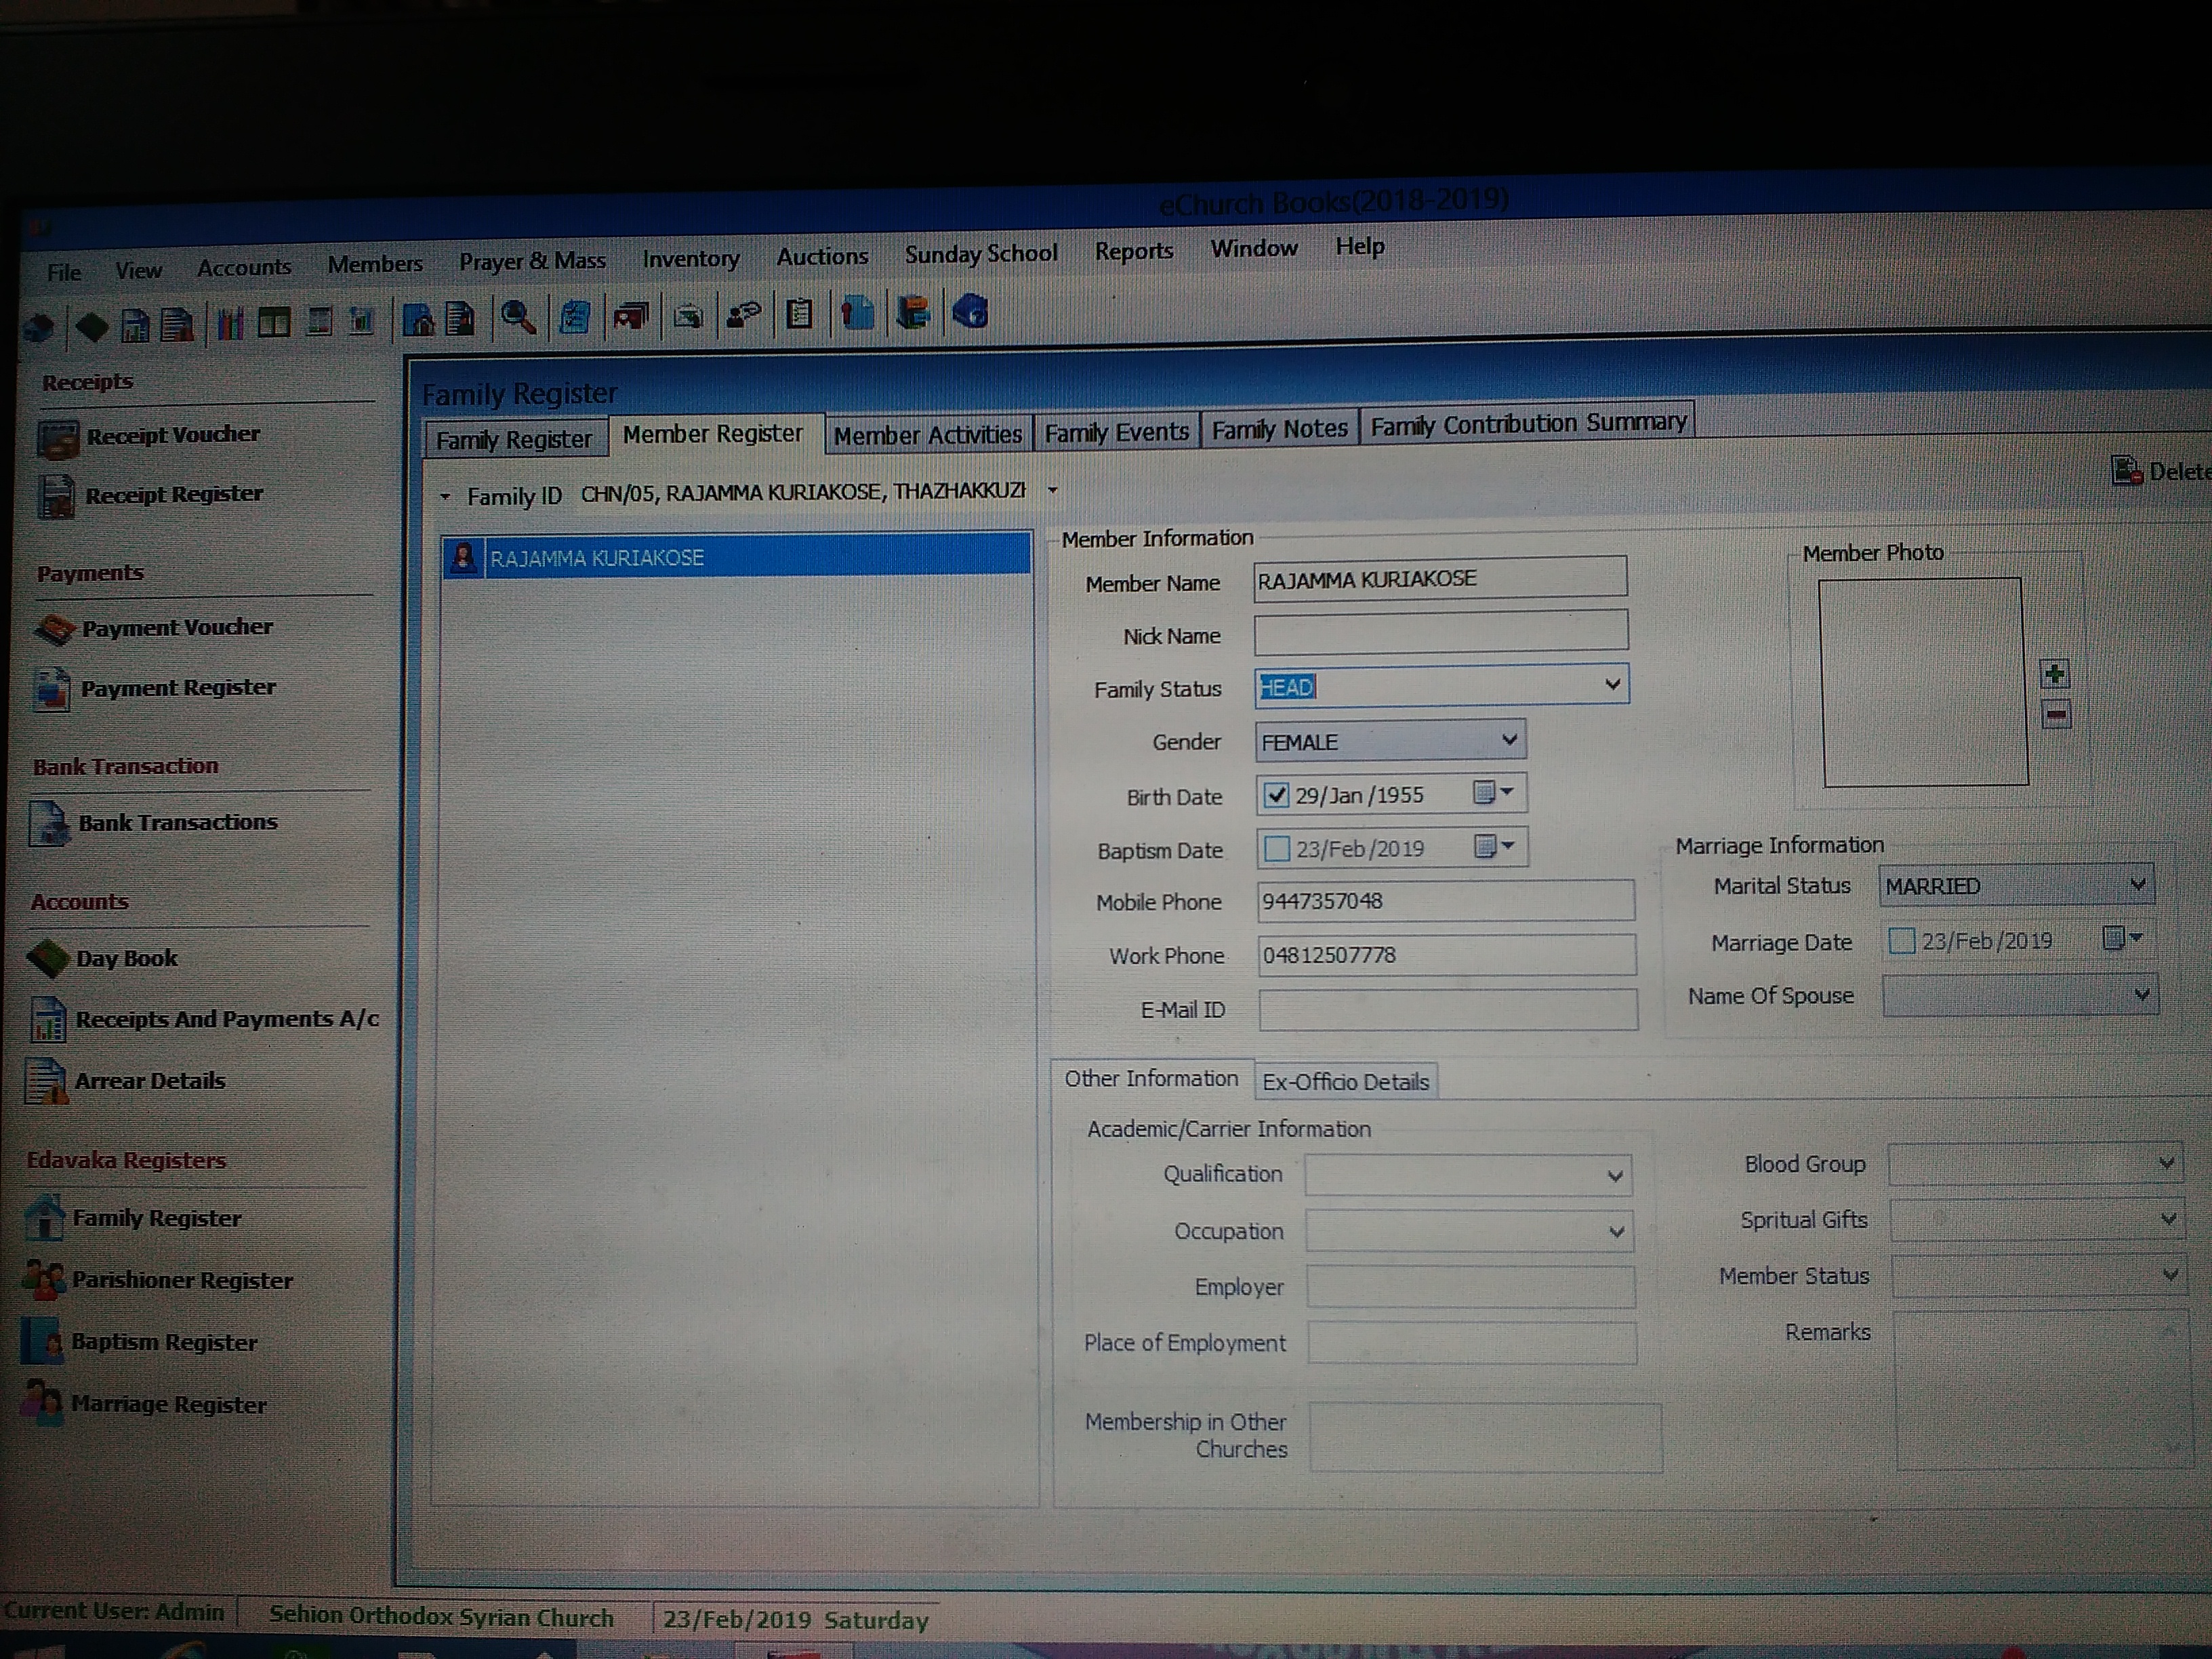 eChurch Books(2018-2019)
File View Accounts Members Prayer & Mass Inventory Auctions Sunday School Reports Window Help
Receipts
Receipt Voucher
Receipt Register
Payments
Payment Voucher
Payment Register
Bank Transaction
Bank Transactions
Accounts
Day Book
Receipts And Payments A/c
Arrear Details
Edavaka Registers
Family Register
Parishioner Register
Baptism Register
Marriage Register
Family Register
Family Register Member Register Member Activities Family Events Family Notes Family Contribution Summary
Family ID CHN/05, RAJAMMA KURIAKOSE, THAZHAKKUZH
Delete
RAJAMMA KURIAKOSE
Member Information
Member Name RAJAMMA KURIAKOSE
Nick Name
Family Status HEAD
Gender FEMALE
Birth Date 29/Jan /1955
Baptism Date 23/Feb /2019
Mobile Phone 9447357048
Work Phone 04812507778
E-Mail ID
Member Photo
Marriage Information
Marital Status MARRIED
Marriage Date 23/Feb /2019
Name Of Spouse
Other Information Ex-Officio Details
Academic/Carrier Information
Qualification
Occupation
Employer
Place of Employment
Membership in Other
Churches
Blood Group
Spritual Gifts
Member Status
Remarks
Current User: Admin Sehion Orthodox Syrian Church 23/Feb/2019 Saturday